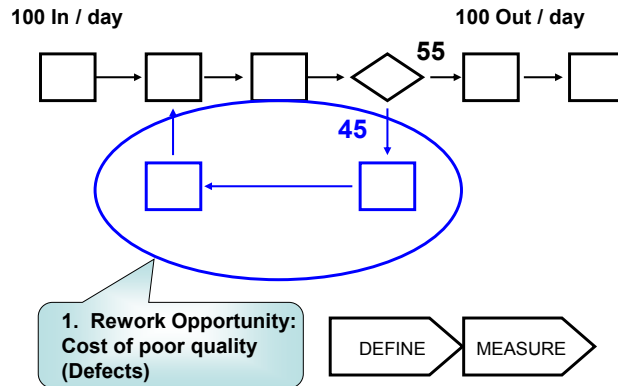 100 In / day
100 Out / day
55
45
1. Rework Opportunity:
Cost of poor quality
(Defects)
DEFINE
MEASURE